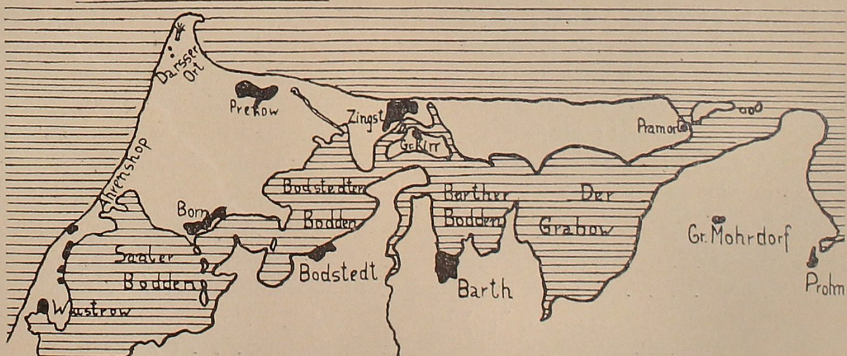 Darsser
Ort
Prerow
Zingst
Gr. Kirr
Pramort
Ahrenshop
Bodstedter
Bodden
Barther
Bodden
Der
Grabow
Born
Saaler
Bodden
Bodstedt
Barth
Gr. Mohrdorf
Prohn
Wustrow